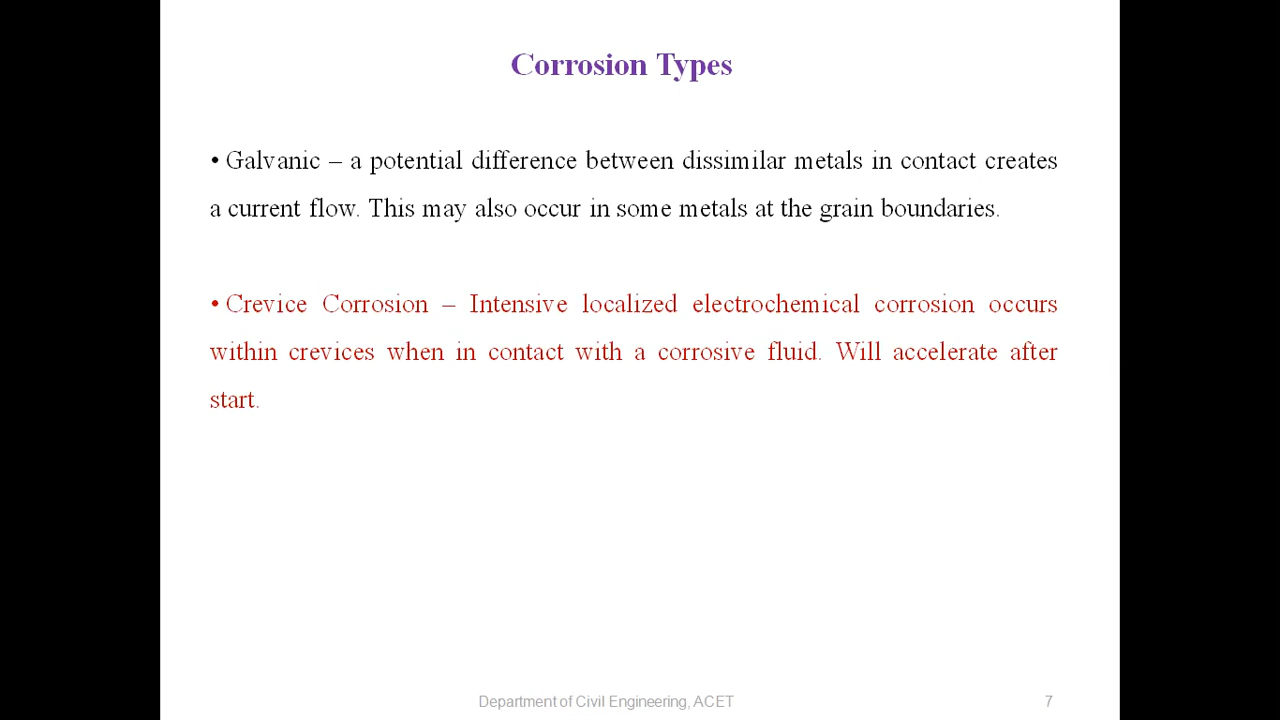 Corrosion Types
• Galvanic – a potential difference between dissimilar metals in contact creates
a current flow. This may also occur in some metals at the grain boundaries.
• Crevice Corrosion – Intensive localized electrochemical corrosion occurs
within crevices when in contact with a corrosive fluid. Will accelerate after
start.
Department of Civil Engineering, ACET 7